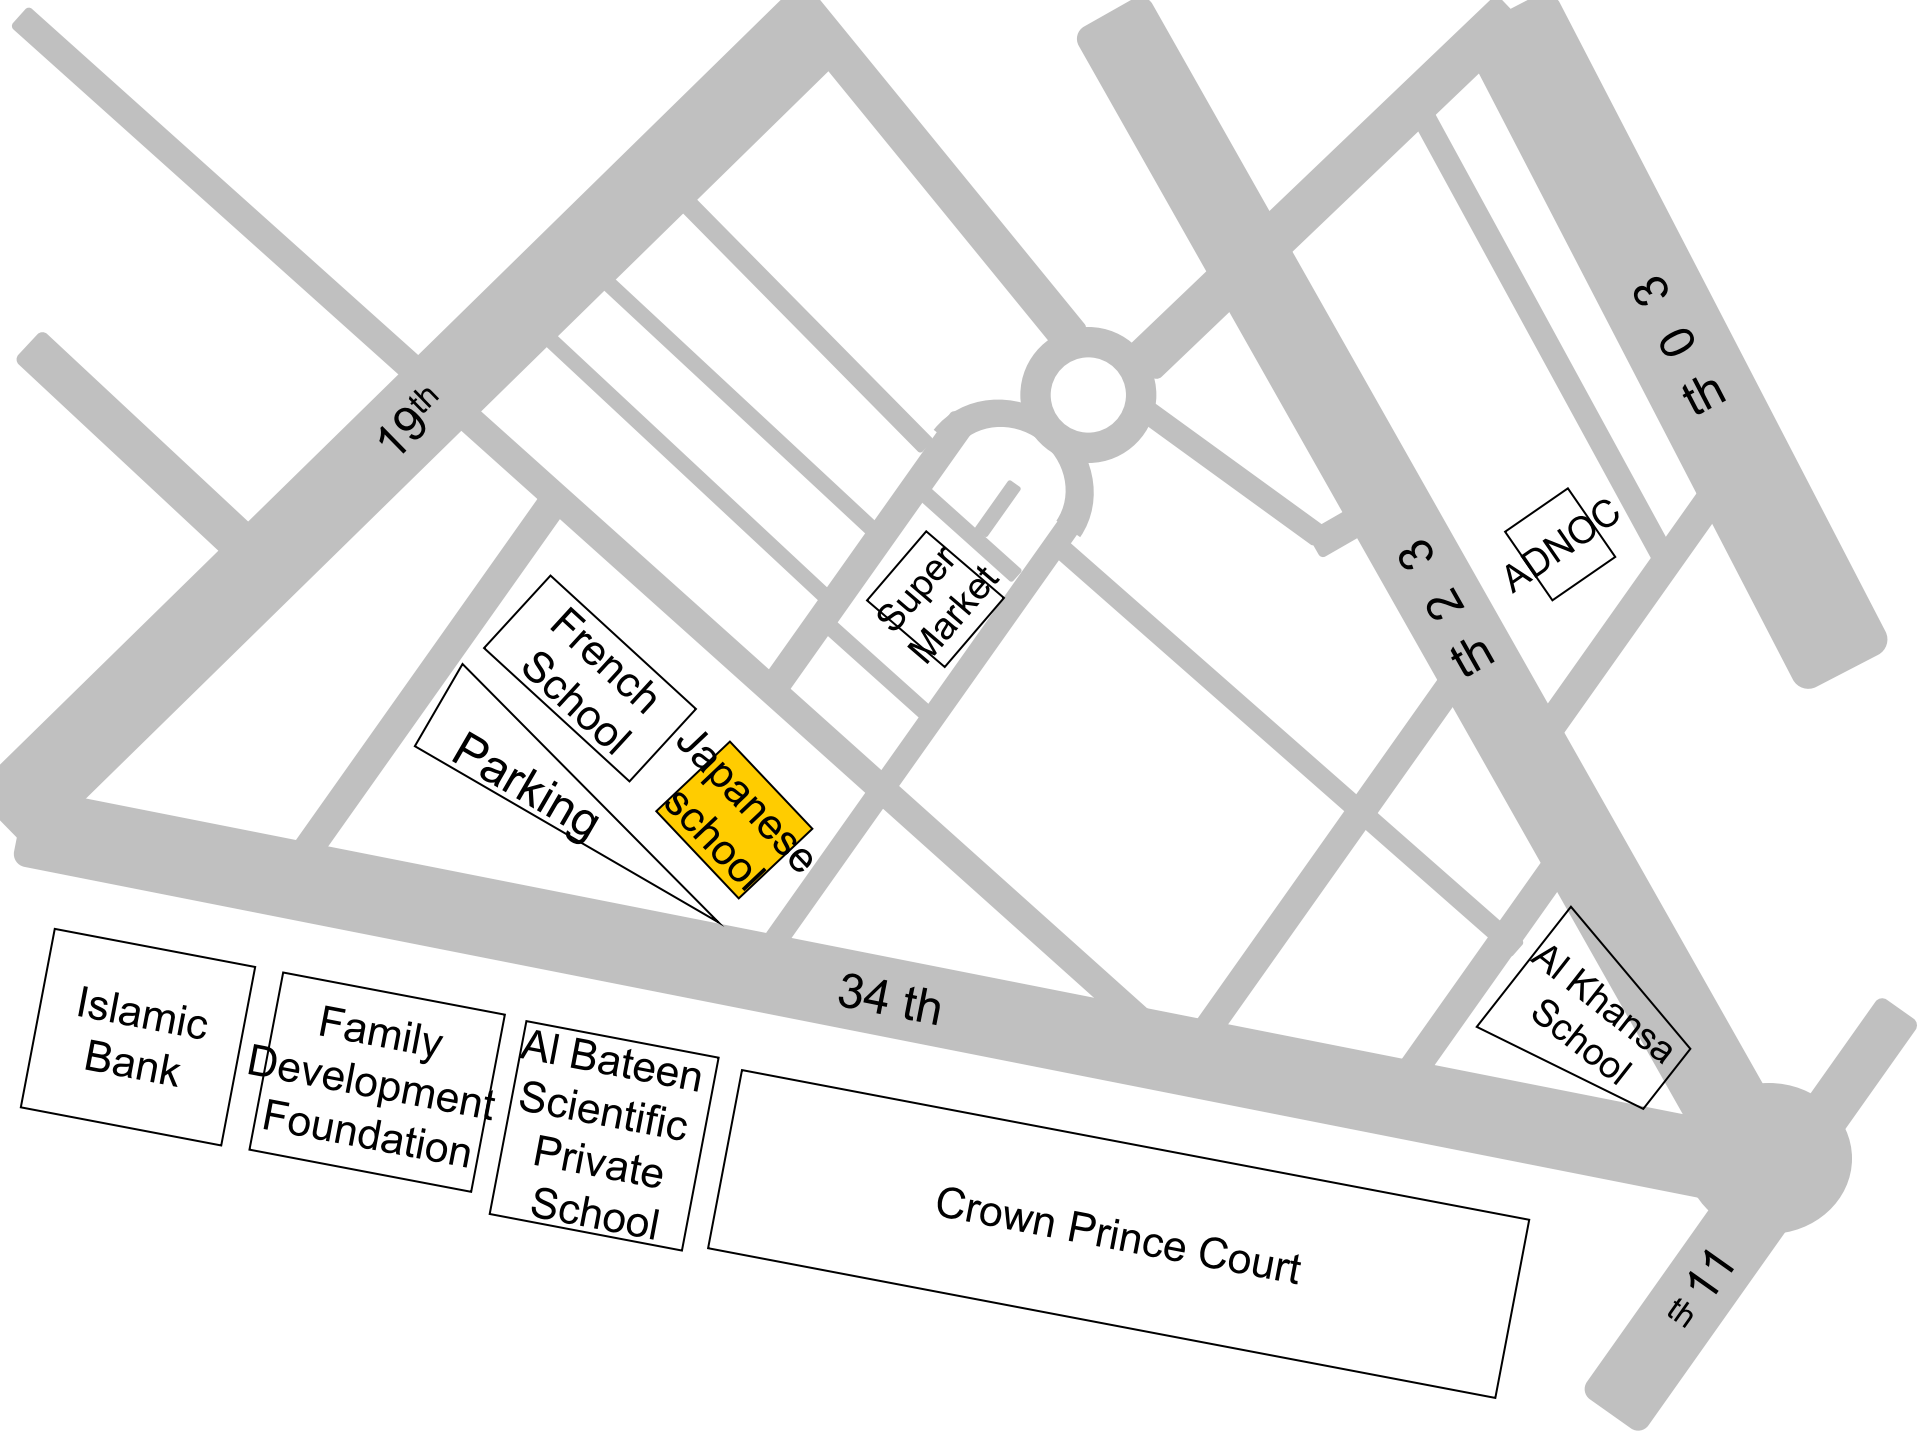 19th
3 0 th
3 2 th
ADNOC
Super
Market
French
School
Parking
Japanese
school
34 th
Al Khansa
School
Islamic
Bank
Family
Development
Foundation
Al Bateen
Scientific
Private
School
Crown Prince Court
11 th